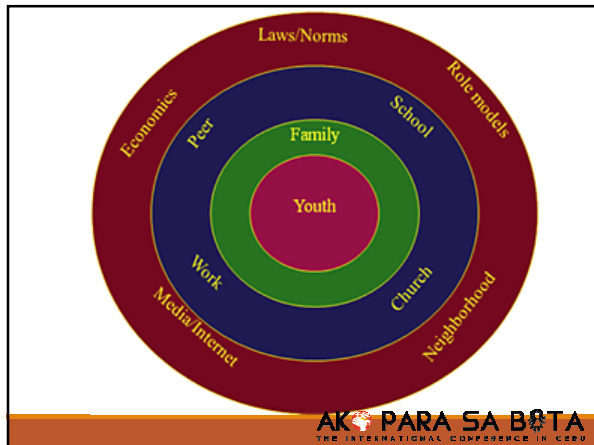 Laws/Norms
Economics
Role models
Peer
School
Family
Youth
Work
Church
Media/Internet
Neighborhood
AKO PARA SA BATA
THE INTERNATIONAL CONFERENCE IN CEBU